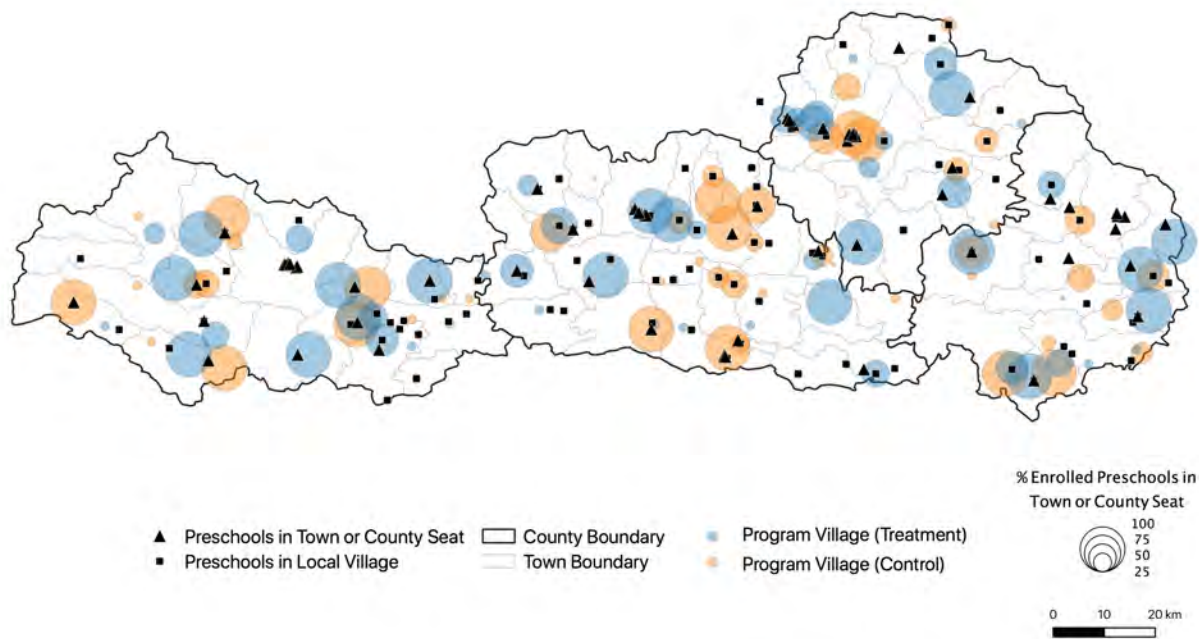 % Enrolled Preschools in
Town or County Seat
100
75
50
25
Preschools in Town or County Seat
Preschools in Local Village
County Boundary
Town Boundary
Program Village (Treatment)
Program Village (Control)
0 10 20 km